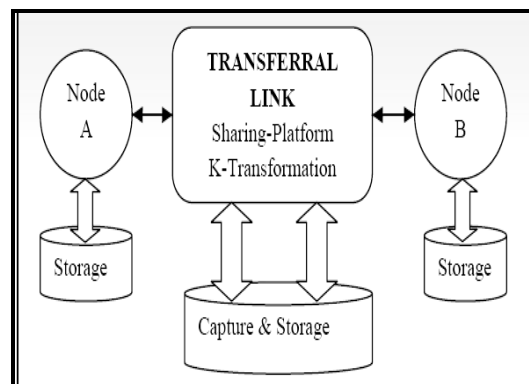 Node
A
TRANSFERRAL
LINK
Sharing-Platform
K-Transformation
Node
B
Storage
Capture & Storage
Storage